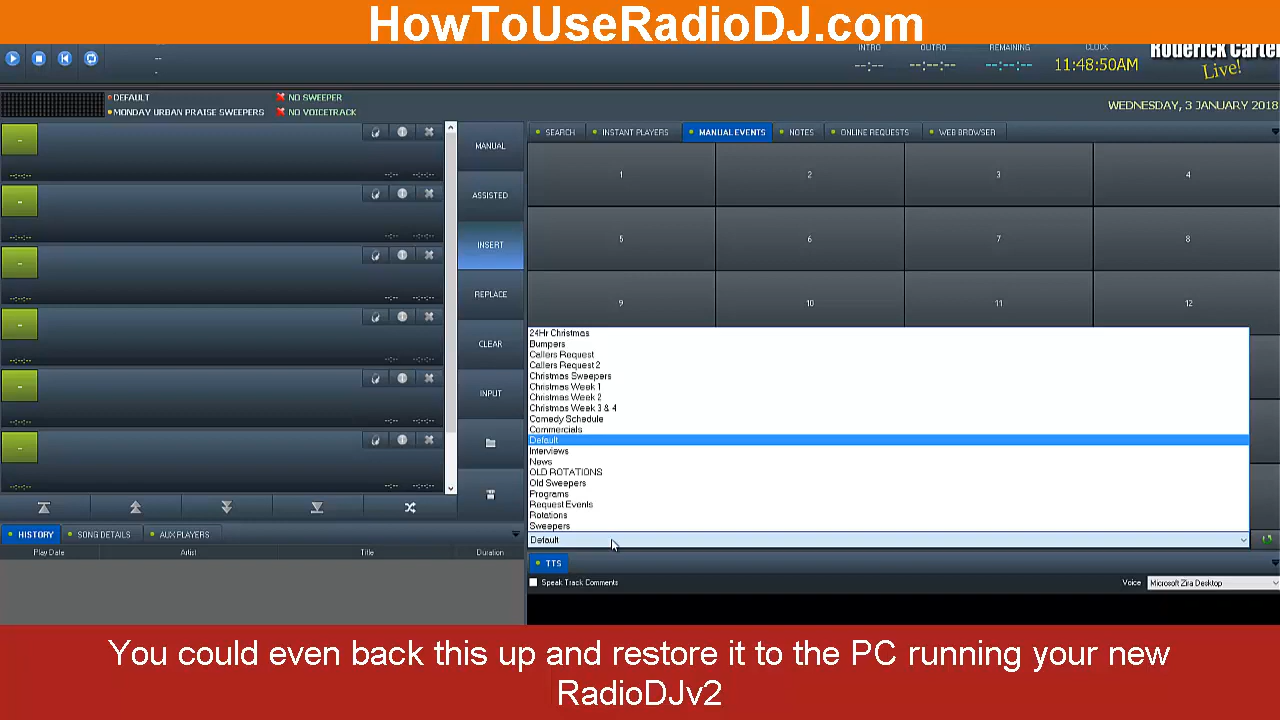 HowToUseRadioDJ.com
--
-
INTRO
OUTRO
REMAINING
CLOCK
--:--
--:--:--
--:--:--
11:48:50AM
Roderick Carter
Live!
DEFAULT
MONDAY URBAN PRAISE SWEEPERS
NO SWEEPER
NO VOICETRACK
WEDNESDAY, 3 JANUARY 2018
MANUAL
ASSISTED
INSERT
REPLACE
CLEAR
INPUT
SEARCH
INSTANT PLAYERS
MANUAL EVENTS
NOTES
ONLINE REQUESTS
WEB BROWSER
1
2
3
4
5
6
7
8
9
10
11
12
24Hr Christmas
Bumpers
Callers Request
Callers Request 2
Christmas Sweepers
Christmas Week 1
Christmas Week 2
Christmas Week 3 & 4
Comedy Schedule
Commercials
Default
Interviews
News
OLD ROTATIONS
Old Sweepers
Programs
Request Events
Rotations
Sweepers
Default
HISTORY
SONG DETAILS
AUX PLAYERS
Play Date
Artist
Title
Duration
TTS
Speak Track Comments
Voice
Microsoft Zira Desktop
You could even back this up and restore it to the PC running your new
RadioDJv2